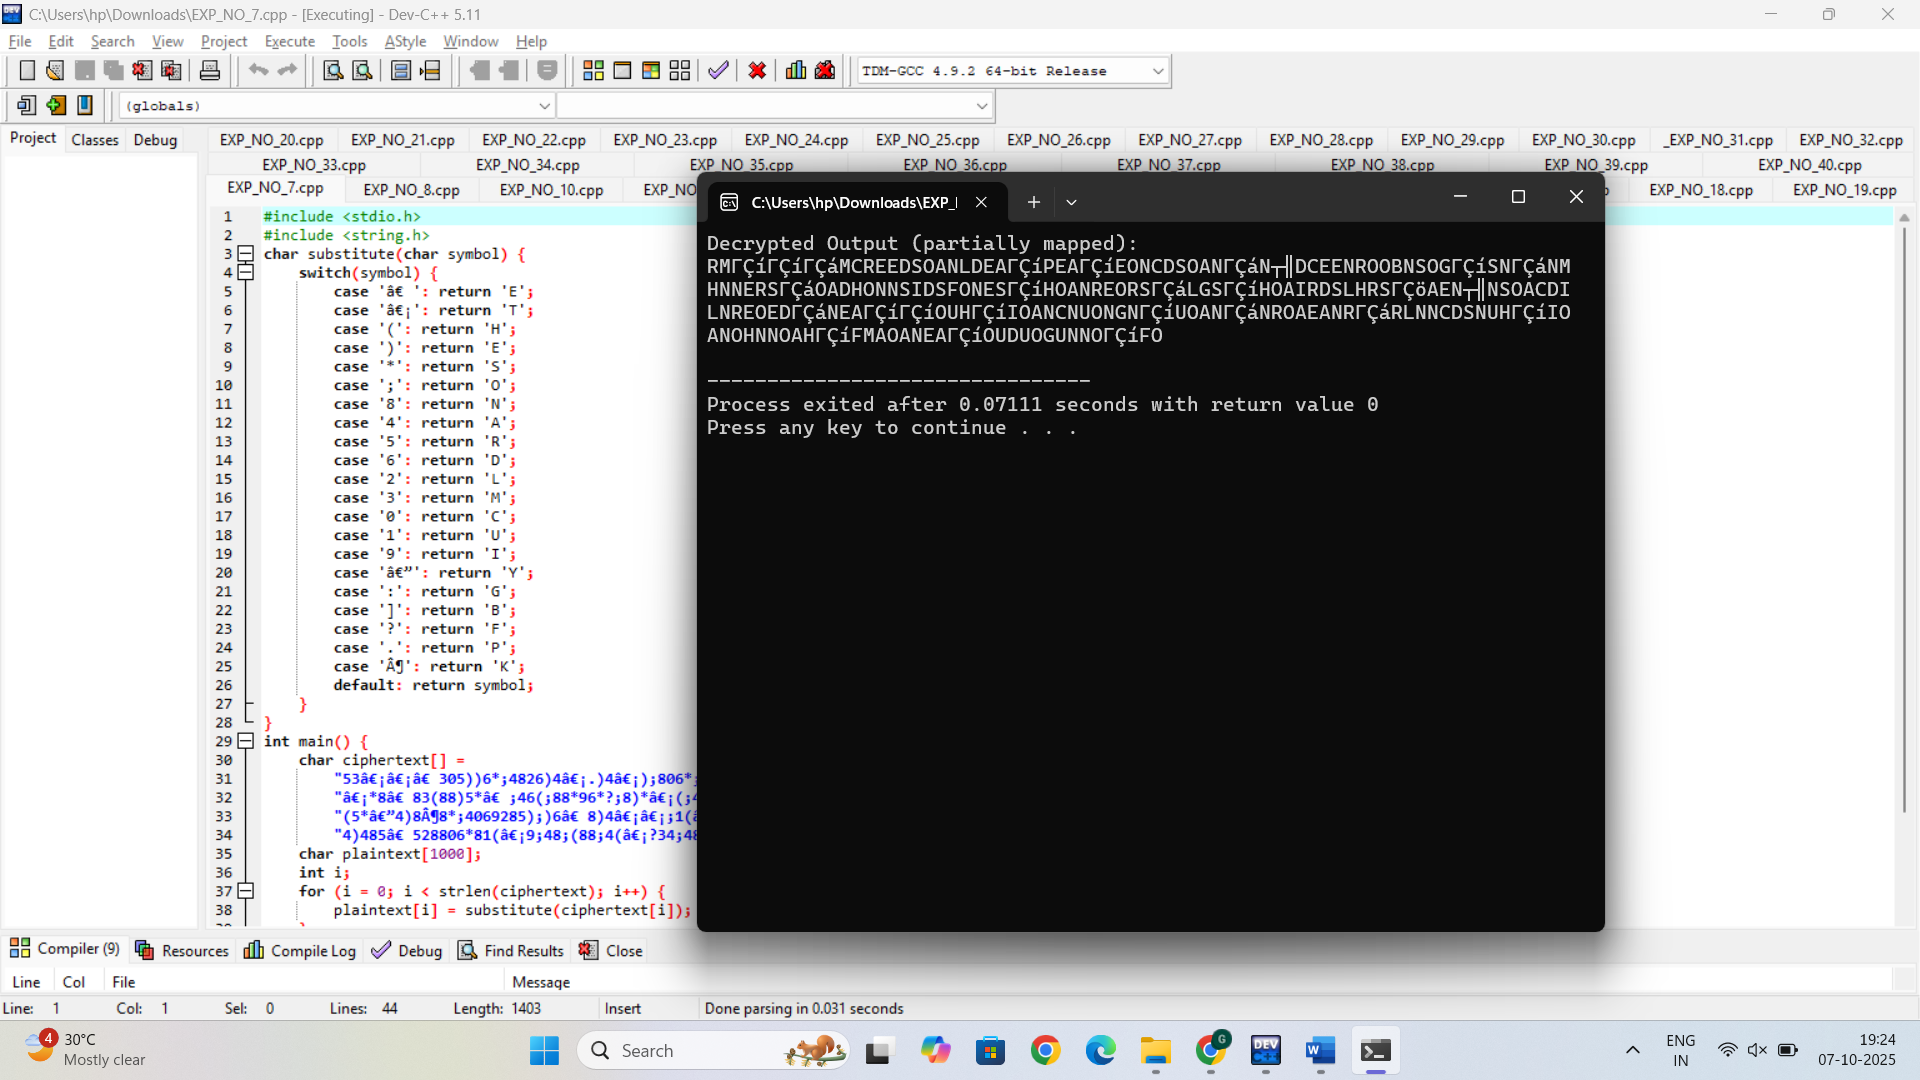 C:\Users\hp\Downloads\EXP_NO_7.cpp - [Executing] - Dev-C++ 5.11
File Edit Search View Project Execute Tools AStyle Window Help
TDM-GCC 4.9.2 64-bit Release
(globals)
Project Classes Debug
EXP_NO_20.cpp EXP_NO_21.cpp EXP_NO_22.cpp EXP_NO_23.cpp EXP_NO_24.cpp EXP_NO_25.cpp EXP_NO_26.cpp EXP_NO_27.cpp EXP_NO_28.cpp EXP_NO_29.cpp EXP_NO_30.cpp _EXP_NO_31.cpp EXP_NO_32.cpp
EXP_NO_33.cpp EXP_NO_34.cpp EXP_NO_35.cpp EXP_NO_36.cpp EXP_NO_37.cpp EXP_NO_38.cpp EXP_NO_39.cpp EXP_NO_40.cpp
EXP_NO_7.cpp EXP_NO_8.cpp EXP_NO_10.cpp EXP_NO EXP_NO_18.cpp EXP_NO_19.cpp
1 #include <stdio.h>
2 #include <string.h>
3 char substitute(char symbol) {
4 switch(symbol) {
5 case 'â€ ': return 'E';
6 case 'â€¡': return 'T';
7 case '(': return 'H';
8 case ')': return 'E';
9 case '*': return 'S';
10 case ';': return 'O';
11 case '8': return 'N';
12 case '4': return 'A';
13 case '5': return 'R';
14 case '6': return 'D';
15 case '2': return 'L';
16 case '3': return 'M';
17 case '0': return 'C';
18 case '1': return 'U';
19 case '9': return 'I';
20 case 'â€”': return 'Y';
21 case ':': return 'G';
22 case ']': return 'B';
23 case '?': return 'F';
24 case '.': return 'P';
25 case 'Â¶': return 'K';
26 default: return symbol;
27 }
28 }
29 int main() {
30 char ciphertext[] =
31 "53â€¡â€¡â€ 305))6*;4826)4â€¡.)4â€¡);806*;
32 "â€¡*8â€ 83(88)5*â€ ;46(;88*96*?;8)*â€¡(;4
33 "(5*â€”4)8Â¶8*;4069285);)6â€ 8)4â€¡â€¡;1(â
34 "4)485â€ 528806*81(â€¡9;48;(88;4(â€¡?34;48
35 char plaintext[1000];
36 int i;
37 for (i = 0; i < strlen(ciphertext); i++) {
38 plaintext[i] = substitute(ciphertext[i]);
C:\Users\hp\Downloads\EXP_
Decrypted Output (partially mapped):
RMΓÇíΓÇíΓÇáMCREEDSOANLDEAΓÇíPEAΓÇíEONCDSOANΓÇáN┬╢DCEENROOBNSOGΓÇíSNΓÇáNM
HNNERSΓÇáOADHONNSIDSFONESΓÇíHOANREORSΓÇáLGSΓÇíHOAIRDSLHRSΓÇöAEN┬╢NSOACDI
LNREOEDΓÇáNEAΓÇíΓÇíOUHΓÇíIOANCNUONGNΓÇíUOANΓÇáNROAEANRΓÇáRLNNCDSNUHΓÇíIO
ANOHNNOAHΓÇíFMAOANEAΓÇíOUDUOGUNNOΓÇíFO
--------------------------------
Process exited after 0.07111 seconds with return value 0
Press any key to continue . . .
Compiler (9) Resources Compile Log Debug Find Results Close
Line Col File Message
Line: 1 Col: 1 Sel: 0 Lines: 44 Length: 1403 Insert Done parsing in 0.031 seconds
4 30°C
Mostly clear
Search
ENG
IN
19:24
07-10-2025